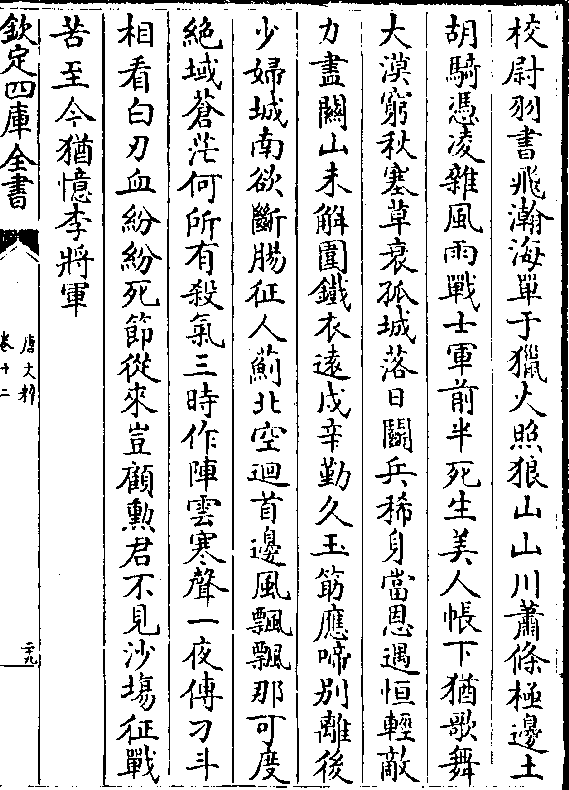 校尉羽書飛瀚海單于獵火照狼山山川蕭條極邊土
胡騎憑凌雜風雨戰士軍前半死生美人帳下猶歌舞
大漠窮秋塞草衰孤城落日鬬兵稀身當恩遇恒輕敵
力盡關山未解圍鐵衣遠戍辛勤久玉筯應啼别離後
少婦城南欲斷腸征人薊北空迴首邊風飄飄那可度
絶域蒼茫何所有殺氣三時作陣雲寒聲一夜傳刁斗
相看白刃血紛紛死節從來豈顧勲君不見沙塲征戰
苦至今猶憶李將軍
欽定四庫全書
唐文粹
卷十二
二十九